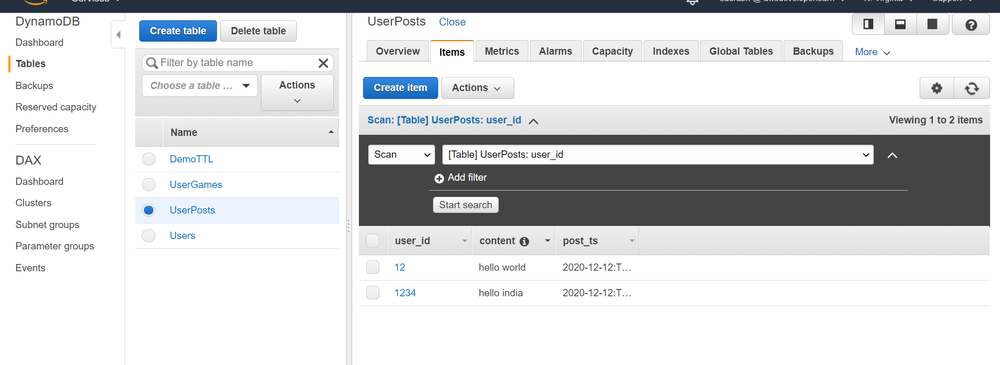 Services
N. Virginia
Support
DynamoDB
Dashboard
Tables
Backups
Reserved capacity
Preferences
DAX
Dashboard
Clusters
Subnet groups
Parameter groups
Events
Create table
Delete table
Filter by table name
Choose a table ...
Actions
Name
DemoTTL
UserGames
UserPosts
Users
UserPosts Close
Overview Items Metrics Alarms Capacity Indexes Global Tables Backups More
Create item Actions
Scan: [Table] UserPosts: user_id
Viewing 1 to 2 items
Scan [Table] UserPosts: user_id
Add filter
Start search
user_id content post_ts
12 hello world 2020-12-12:T...
1234 hello india 2020-12-12:T...